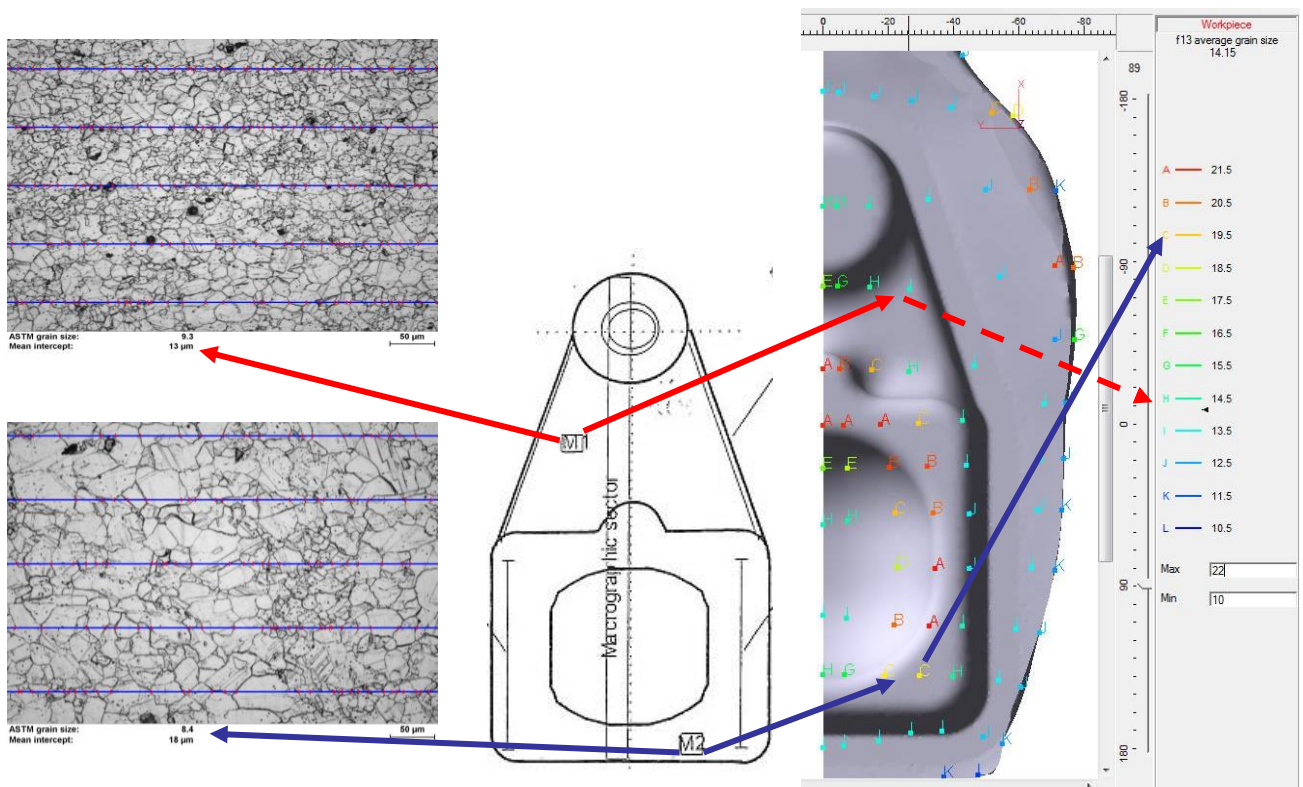 ASTM grain size: 9.3
Mean intercept: 13 µm
50 µm
ASTM grain size: 8.4
Mean intercept: 18 µm
50 µm
M1
Macrographic sector
M2
0 -20 -40 -60 -80
89
-180
-90
0
90
180
X
Y
Z
Workpiece
f13 average grain size
14.15
A 21.5
B 20.5
C 19.5
D 18.5
E 17.5
F 16.5
G 15.5
H 14.5
I 13.5
J 12.5
K 11.5
L 10.5
Max 22
Min 10
J
J J J J J
C D
J B K
H H I I
I A B
E G H I
J G
A B C H I
I J
A A A C I
E E B B I
I J
C B J
H H
J K
D A J
I K
I I B A I
I J
H G C C H
I J
I I I I I
J K
K L